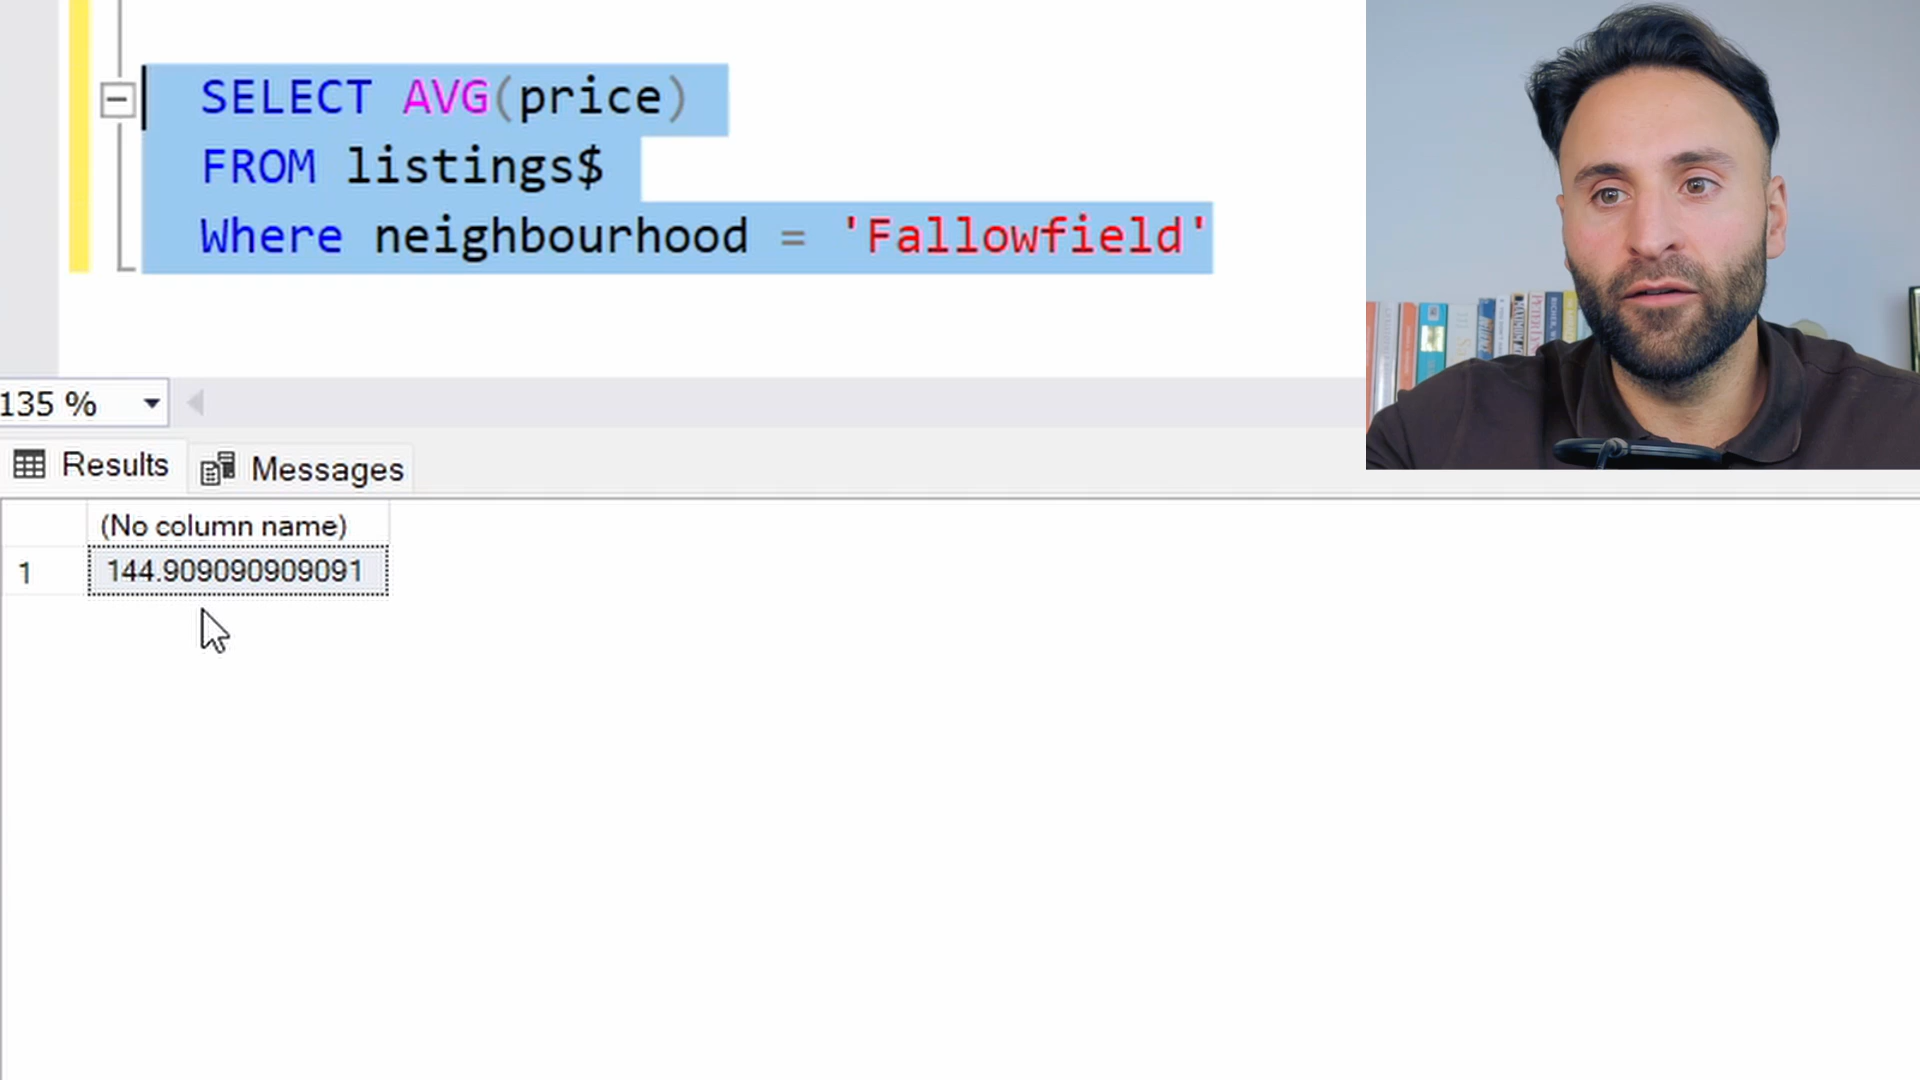 SELECT AVG(price)
FROM listings$
Where neighbourhood = 'Fallowfield'
135 %
Results
Messages
(No column name)
1
144.909090909091